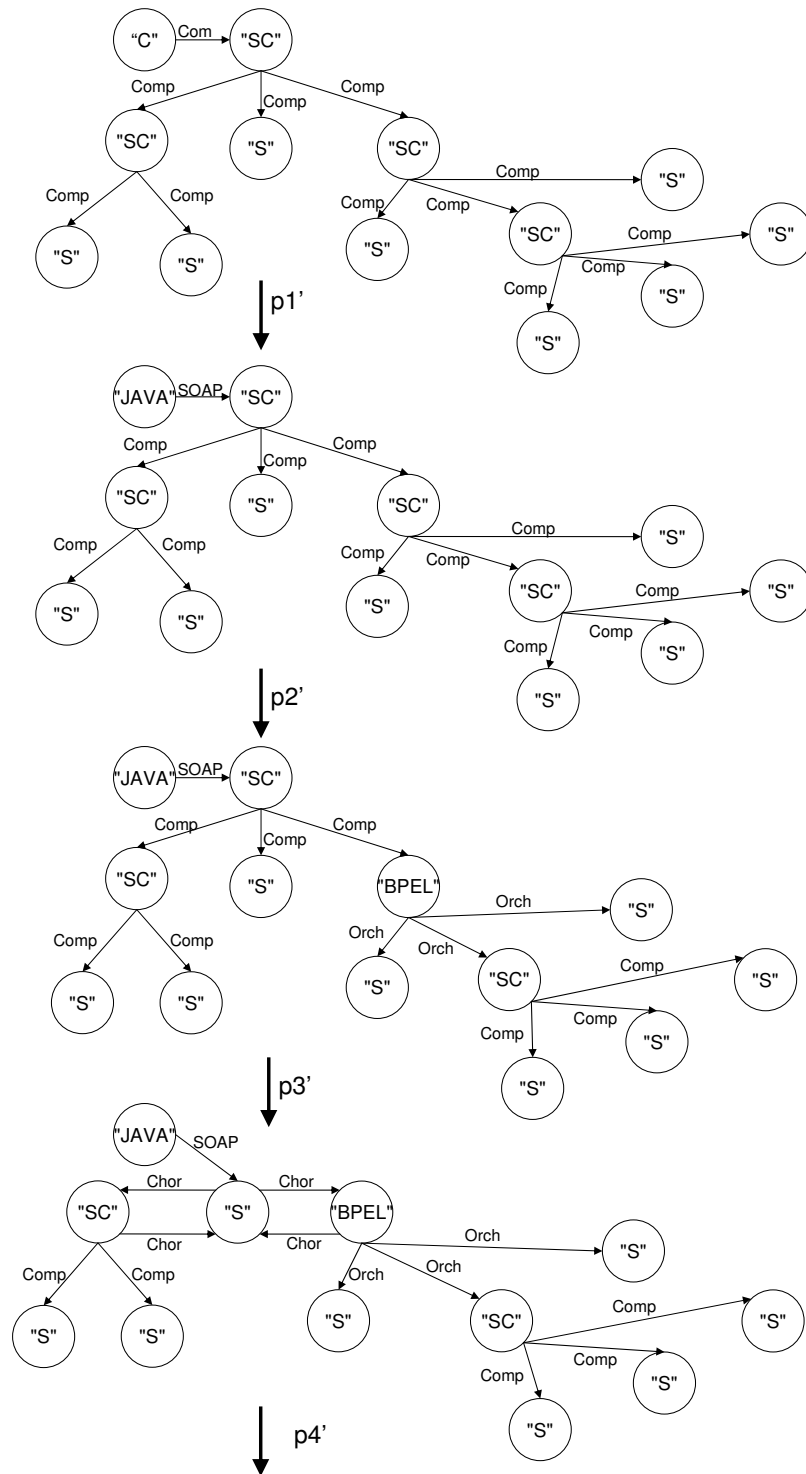 “C" Com "SC"
Comp Comp Comp
"SC" "S" "SC"
Comp "S"
Comp Comp Comp Comp
"S" "S" "S" "SC" Comp "S"
Comp "S"
Comp
"S"
p1’
"JAVA" SOAP "SC"
Comp Comp Comp
"SC" "S" "SC"
Comp "S"
Comp Comp Comp Comp
"S" "S" "S" "SC" Comp "S"
Comp "S"
Comp
"S"
p2’
"JAVA" SOAP "SC"
Comp Comp Comp
"SC" "S" "BPEL"
Orch "S"
Comp Comp Orch Orch
"S" "S" "S" "SC" Comp "S"
Comp Comp "S"
"S"
p3’
"JAVA" SOAP
Chor Chor
"SC" "S" "BPEL"
Chor Chor Orch "S"
Comp Comp Orch Orch
"S" "S" "S" "SC" Comp "S"
Comp Comp "S"
"S"
p4’